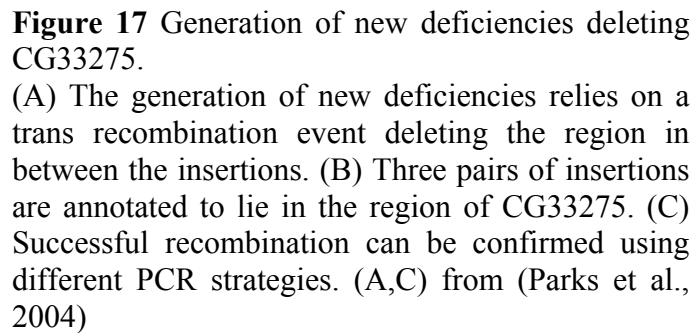 Figure 17 Generation of new deficiencies deleting
CG33275.
(A) The generation of new deficiencies relies on a
trans recombination event deleting the region in
between the insertions. (B) Three pairs of insertions
are annotated to lie in the region of CG33275. (C)
Successful recombination can be confirmed using
different PCR strategies. (A,C) from (Parks et al.,
2004)